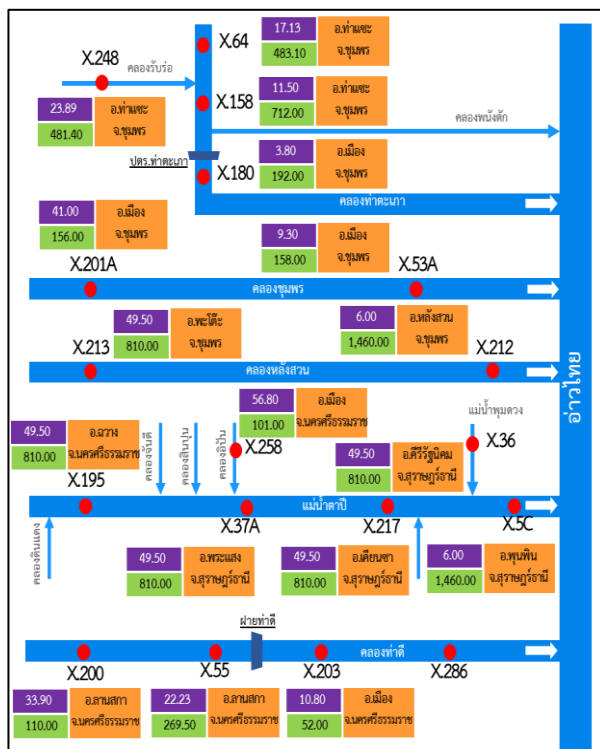 X.64
17.13
อ.ท่าแซะ
483.10
จ.ชุมพร
X.248
คลองรับร่อ
23.89
อ.ท่าแซะ
481.40
จ.ชุมพร
X.158
11.50
อ.ท่าแซะ
712.00
จ.ชุมพร
คลองพนังตัก
ปตร.ท่าตะเภา
X.180
3.80
อ.เมือง
192.00
จ.ชุมพร
คลองท่าตะเภา
41.00
อ.เมือง
156.00
จ.ชุมพร
X.201A
9.30
อ.เมือง
158.00
จ.ชุมพร
X.53A
คลองชุมพร
49.50
อ.พะโต๊ะ
810.00
จ.ชุมพร
X.213
6.00
อ.หลังสวน
1,460.00
จ.ชุมพร
X.212
คลองหลังสวน
อ่าวไทย
49.50
อ.ฉวาง
810.00
จ.นครศรีธรรมราช
X.195
คลองจันดี
คลองสินปุน
คลองอิปัน
56.80
อ.เมือง
101.00
จ.นครศรีธรรมราช
X.258
49.50
อ.คีรีรัฐนิคม
810.00
จ.สุราษฎร์ธานี
แม่น้ำพุมดวง
X.36
แม่น้ำตาปี
X.37A
X.217
X.5C
คลองดินแดง
49.50
อ.พระแสง
810.00
จ.สุราษฎร์ธานี
49.50
อ.เคียนซา
810.00
จ.สุราษฎร์ธานี
6.00
อ.พุนพิน
1,460.00
จ.สุราษฎร์ธานี
ฝายท่าดี
คลองท่าดี
X.200
X.55
X.203
X.286
33.90
อ.ลานสกา
110.00
จ.นครศรีธรรมราช
22.23
อ.ลานสกา
269.50
จ.นครศรีธรรมราช
10.80
อ.เมือง
52.00
จ.นครศรีธรรมราช